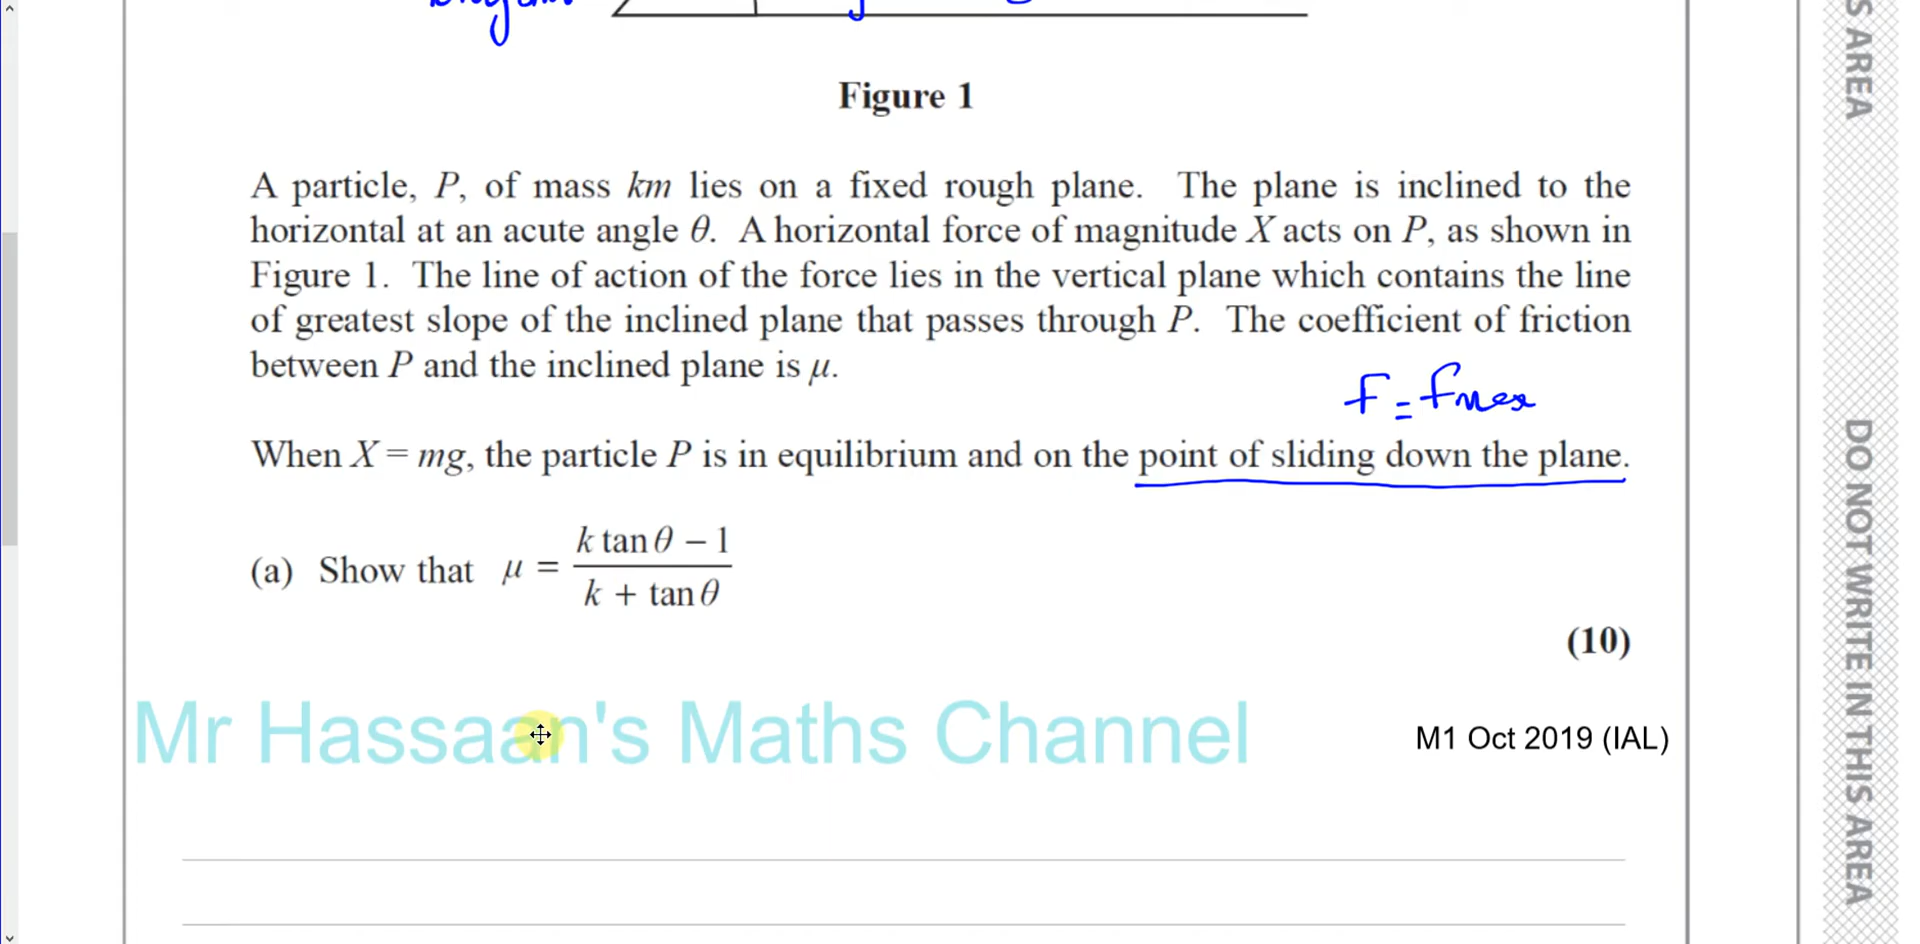 S AREA
Figure 1
A particle, P, of mass km lies on a fixed rough plane. The plane is inclined to the
horizontal at an acute angle θ. A horizontal force of magnitude X acts on P, as shown in
Figure 1. The line of action of the force lies in the vertical plane which contains the line
of greatest slope of the inclined plane that passes through P. The coefficient of friction
between P and the inclined plane is μ.
F = Fmax
When X = mg, the particle P is in equilibrium and on the point of sliding down the plane.
(a) Show that μ = (k tan θ − 1) / (k + tan θ)
(10)
Mr Hassaan's Maths Channel
M1 Oct 2019 (IAL)
DO NOT WRITE IN THIS AREA